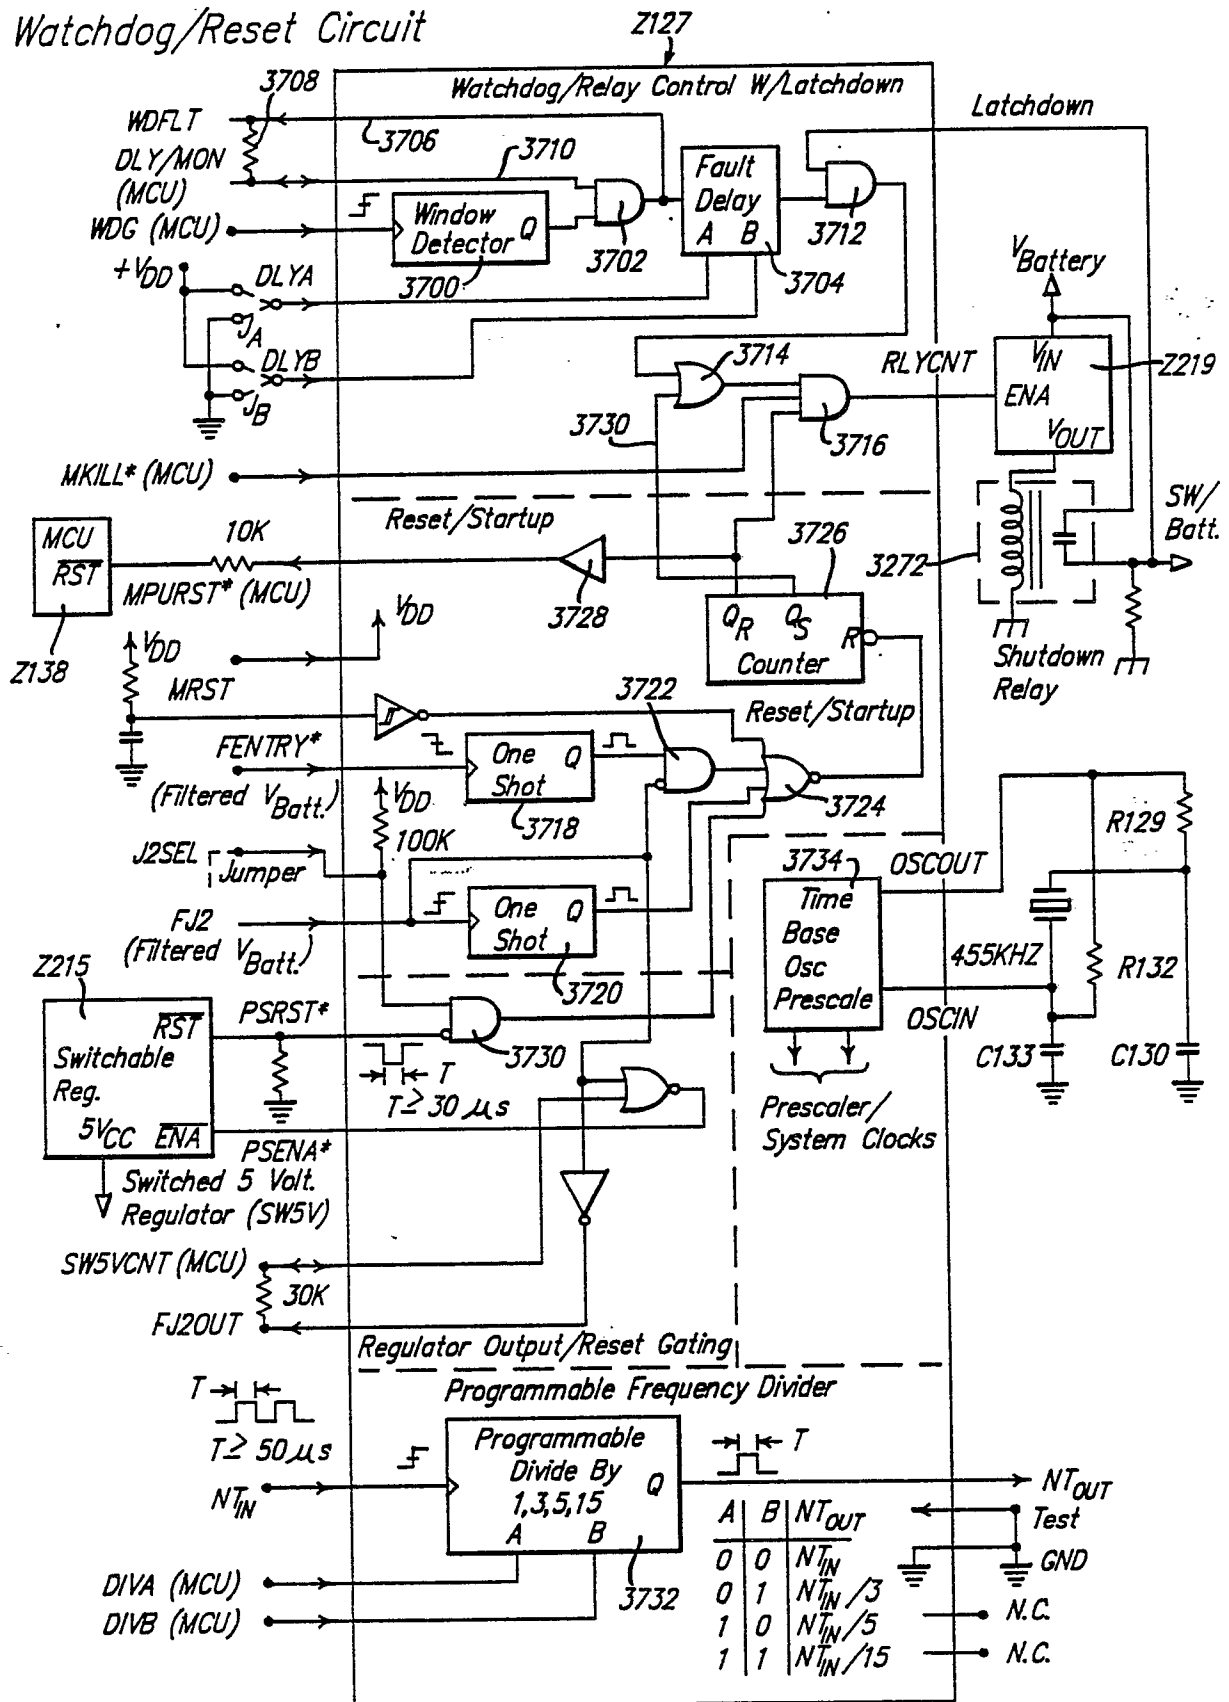 Watchdog/Reset Circuit
Z127
Watchdog/Relay Control W/Latchdown
3708
WDFLT
3706
Latchdown
DLY/MON
(MCU)
3710
Fault
Delay
A B
3712
WDG (MCU)
Window
Detector
Q
3702
3700
3704
+VDD
DLYA
JA
DLYB
JB
VBattery
3714
RLYCNT
VIN
ENA
VOUT
Z219
3730
3716
MKILL* (MCU)
Reset/Startup
SW/
Batt.
MCU
RST
10K
MPURST* (MCU)
3726
3728
3272
QR QS
R
Counter
Z138
VDD
VDD
MRST
Shutdown
Relay
3722
Reset/Startup
FENTRY*
(Filtered VBatt.)
One
Shot
Q
3718
VDD
100K
3724
R129
J2SEL
Jumper
3734
OSCOUT
Time
Base
Osc
Prescale
FJ2
(Filtered VBatt.)
One
Shot
Q
3720
455KHZ
R132
Z215
PSRST*
RST
3730
OSCIN
Switchable
Reg.
5VCC ENA
T
T≥30μs
C133
C130
PSENA*
Prescaler/
System Clocks
Switched 5 Volt.
Regulator (SW5V)
SW5VCNT (MCU)
30K
FJ2OUT
Regulator Output/Reset Gating
Programmable Frequency Divider
T
T≥50μs
Programmable
Divide By
1,3,5,15
Q
A B
T
NTIN
NTOUT
3732
A B NTOUT
0 0 NTIN
0 1 NTIN/3
1 0 NTIN/5
1 1 NTIN/15
Test
GND
N.C.
N.C.
DIVA (MCU)
DIVB (MCU)